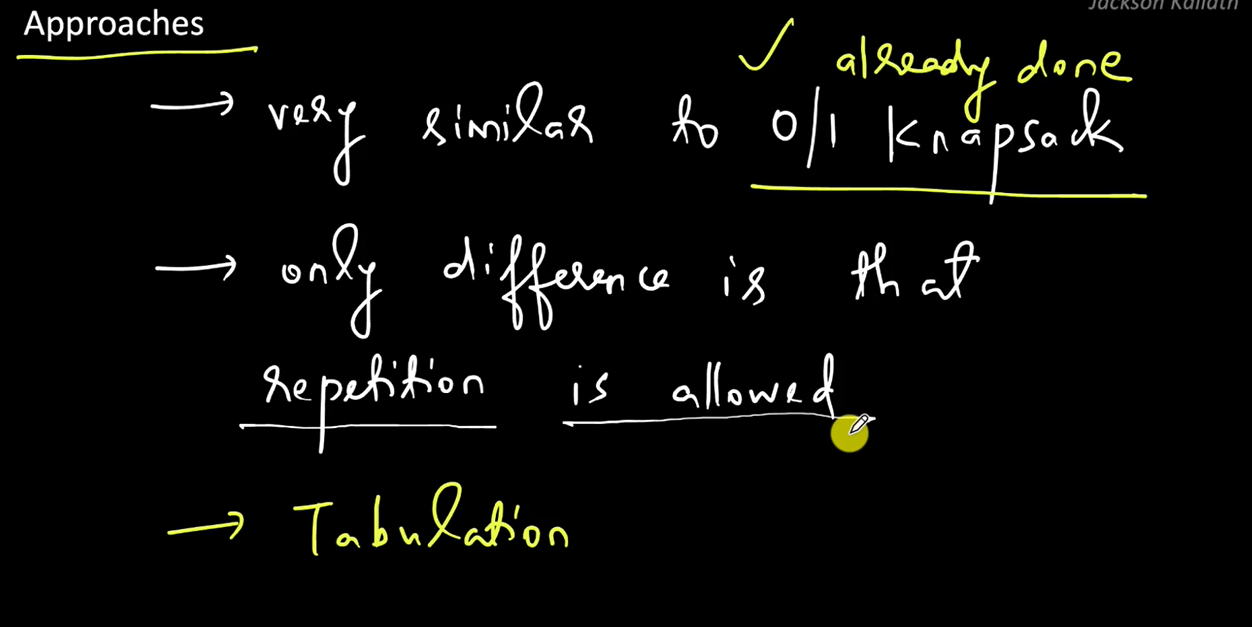 Jackson Kallath
Approaches
✓ already done
→ very similar to 0/1 knapsack
→ only difference is that
repetition is allowed
→ Tabulation